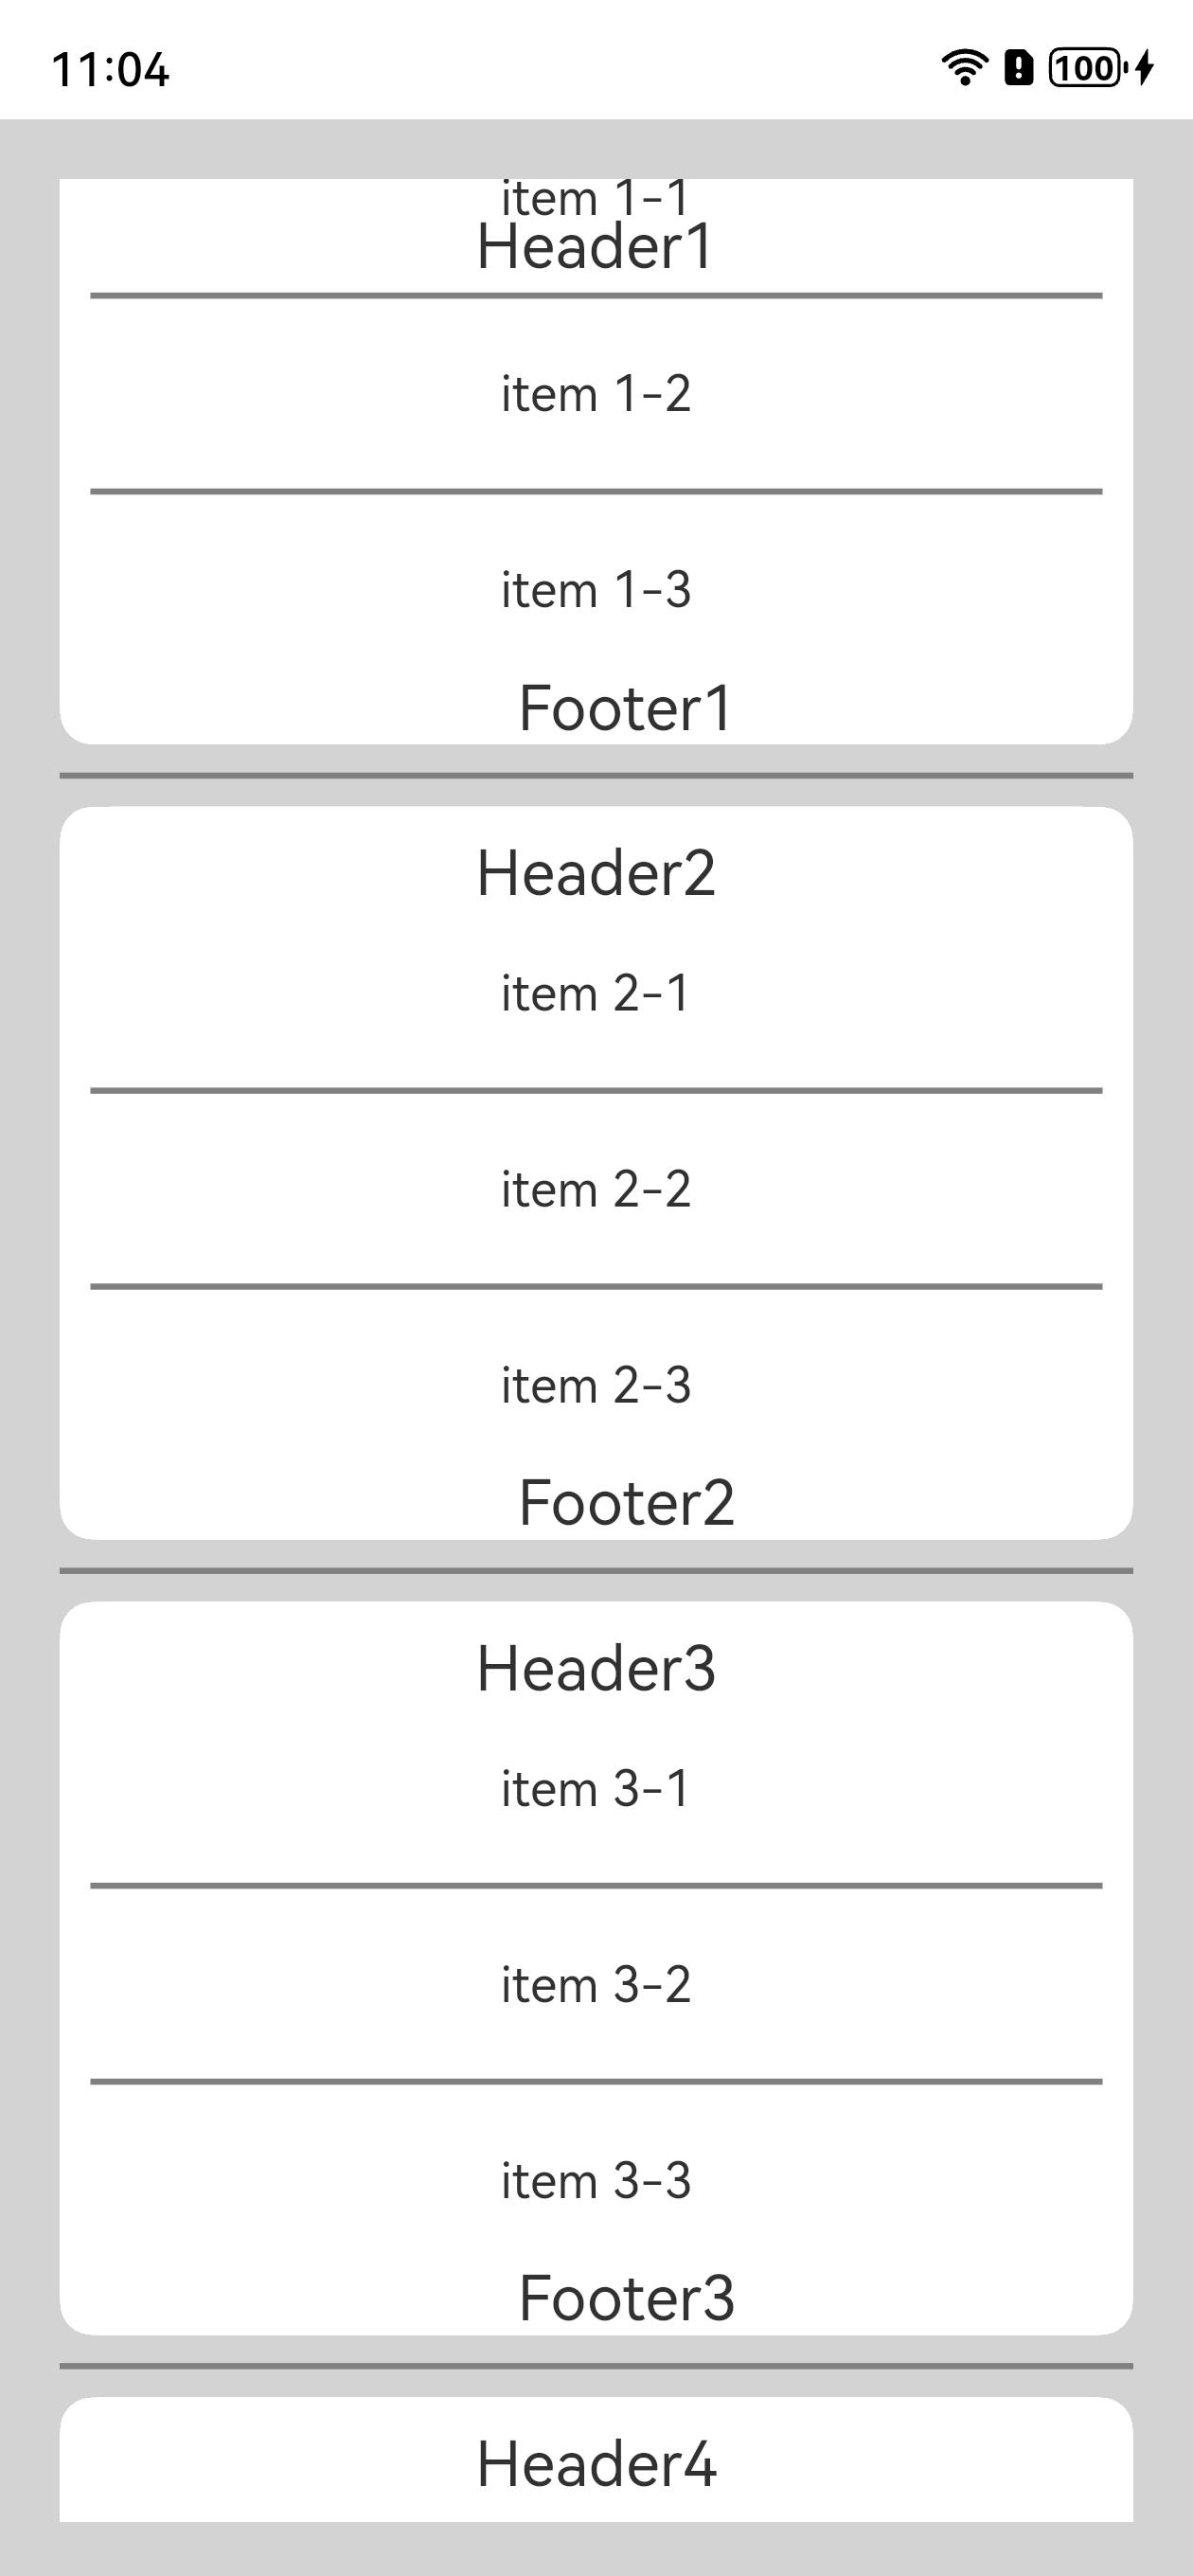 11:04
100
item 1-1
Header1
item 1-2
item 1-3
Footer1
Header2
item 2-1
item 2-2
item 2-3
Footer2
Header3
item 3-1
item 3-2
item 3-3
Footer3
Header4